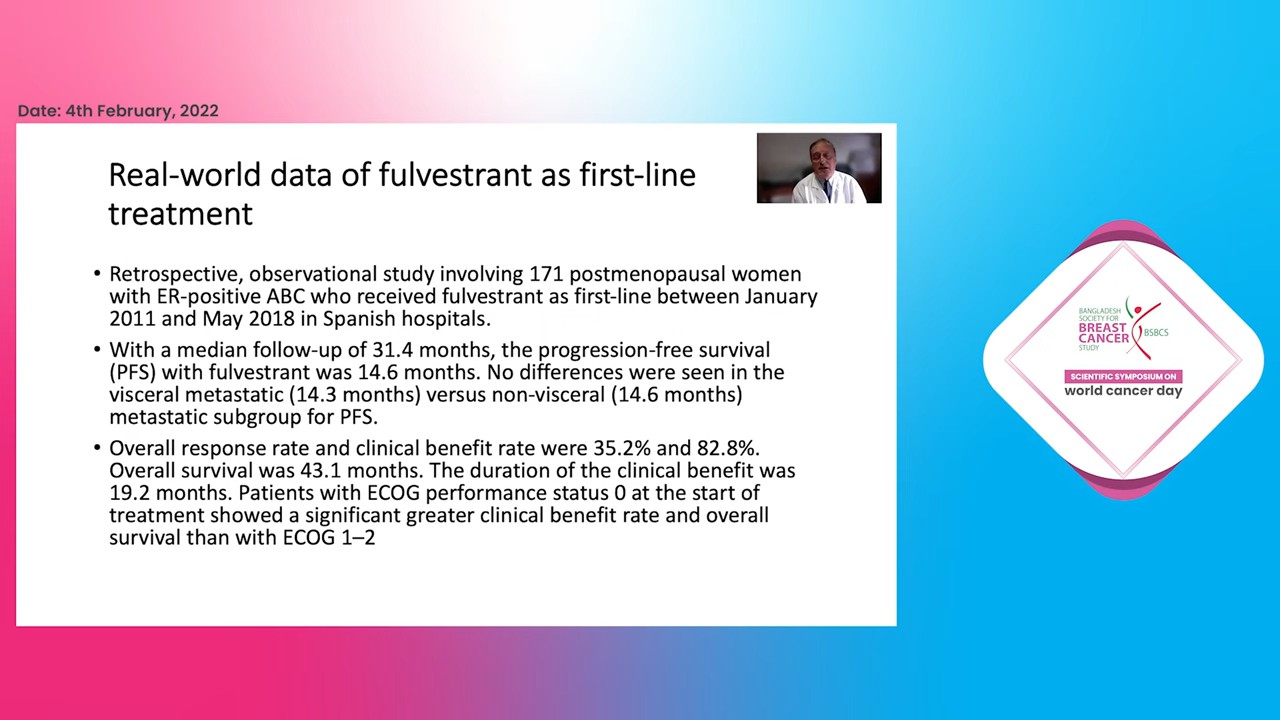 Date: 4th February, 2022
Real-world data of fulvestrant as first-line
treatment
• Retrospective, observational study involving 171 postmenopausal women
with ER-positive ABC who received fulvestrant as first-line between January
2011 and May 2018 in Spanish hospitals.
• With a median follow-up of 31.4 months, the progression-free survival
(PFS) with fulvestrant was 14.6 months. No differences were seen in the
visceral metastatic (14.3 months) versus non-visceral (14.6 months)
metastatic subgroup for PFS.
• Overall response rate and clinical benefit rate were 35.2% and 82.8%.
Overall survival was 43.1 months. The duration of the clinical benefit was
19.2 months. Patients with ECOG performance status 0 at the start of
treatment showed a significant greater clinical benefit rate and overall
survival than with ECOG 1–2
BANGLADESH
SOCIETY FOR
BREAST
CANCER
STUDY
BSBCS
SCIENTIFIC SYMPOSIUM ON
world cancer day